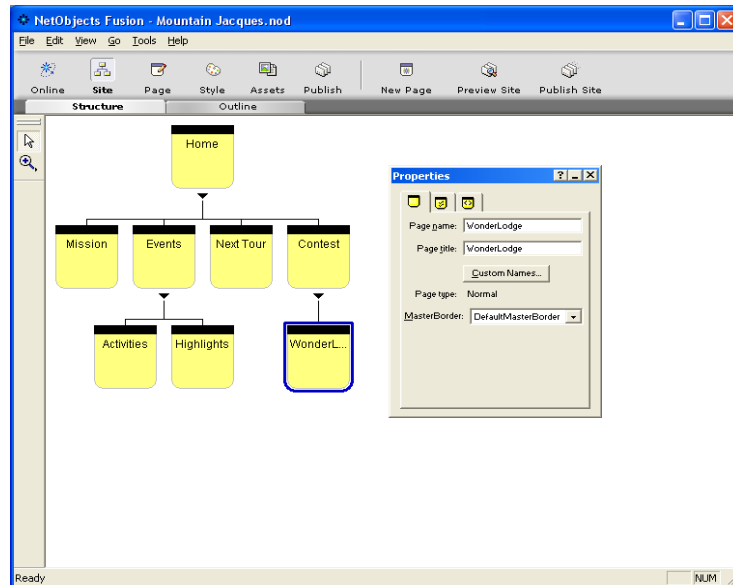 NetObjects Fusion - Mountain Jacques.nod
File Edit View Go Tools Help
Online Site Page Style Assets Publish New Page Preview Site Publish Site
Structure Outline
Home
Mission Events Next Tour Contest
Activities Highlights WonderL...
Properties
Page name: WonderLodge
Page title: WonderLodge
Custom Names...
Page type: Normal
MasterBorder: DefaultMasterBorder
Ready NUM